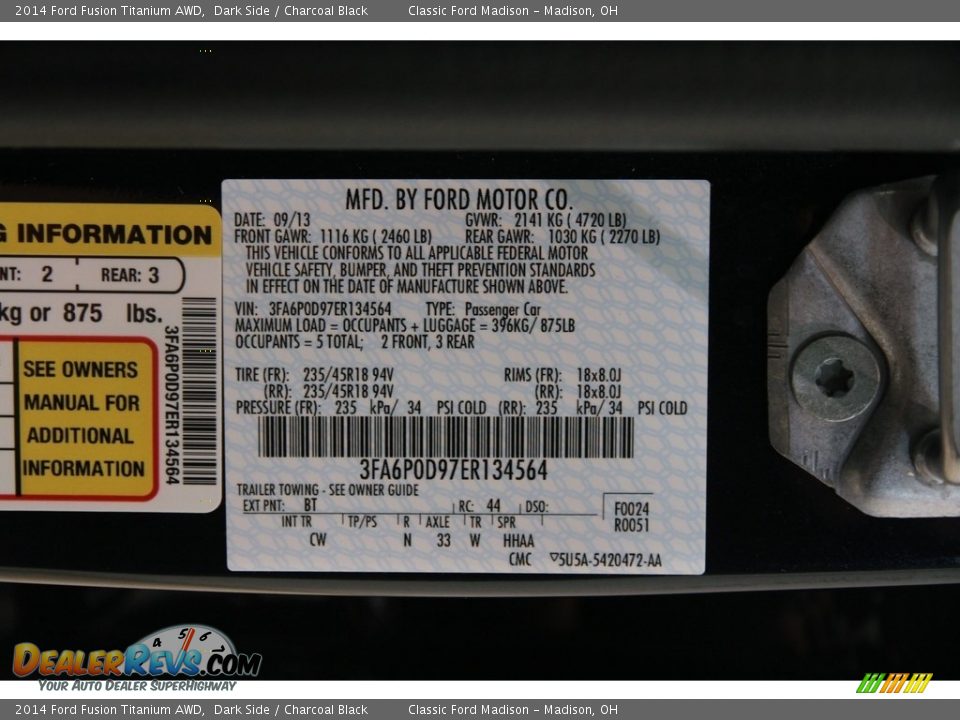 2014 Ford Fusion Titanium AWD, Dark Side / Charcoal Black Classic Ford Madison - Madison, OH
G INFORMATION
NT: 2 REAR: 3
kg or 875 lbs.
SEE OWNERS
MANUAL FOR
ADDITIONAL
INFORMATION
3FA6P0D97ER134564
MFD. BY FORD MOTOR CO.
DATE: 09/13 GVWR: 2141 KG ( 4720 LB)
FRONT GAWR: 1116 KG ( 2460 LB) REAR GAWR: 1030 KG ( 2270 LB)
THIS VEHICLE CONFORMS TO ALL APPLICABLE FEDERAL MOTOR
VEHICLE SAFETY, BUMPER, AND THEFT PREVENTION STANDARDS
IN EFFECT ON THE DATE OF MANUFACTURE SHOWN ABOVE.
VIN: 3FA6P0D97ER134564 TYPE: Passenger Car
MAXIMUM LOAD = OCCUPANTS + LUGGAGE = 396KG/ 875LB
OCCUPANTS = 5 TOTAL; 2 FRONT, 3 REAR
TIRE (FR): 235/45R18 94V RIMS (FR): 18x8.0J
(RR): 235/45R18 94V (RR): 18x8.0J
PRESSURE (FR): 235 kPa/ 34 PSI COLD (RR): 235 kPa/ 34 PSI COLD
3FA6P0D97ER134564
TRAILER TOWING - SEE OWNER GUIDE
EXT PNT: BT RC: 44 DSO: F0024
R0051
INT TR TP/PS R AXLE TR SPR
CW N 33 W HHAA
CMC ▽5U5A-5420472-AA
4 5 6
DEALERREVS.COM
YOUR AUTO DEALER SUPERHIGHWAY
2014 Ford Fusion Titanium AWD, Dark Side / Charcoal Black Classic Ford Madison - Madison, OH